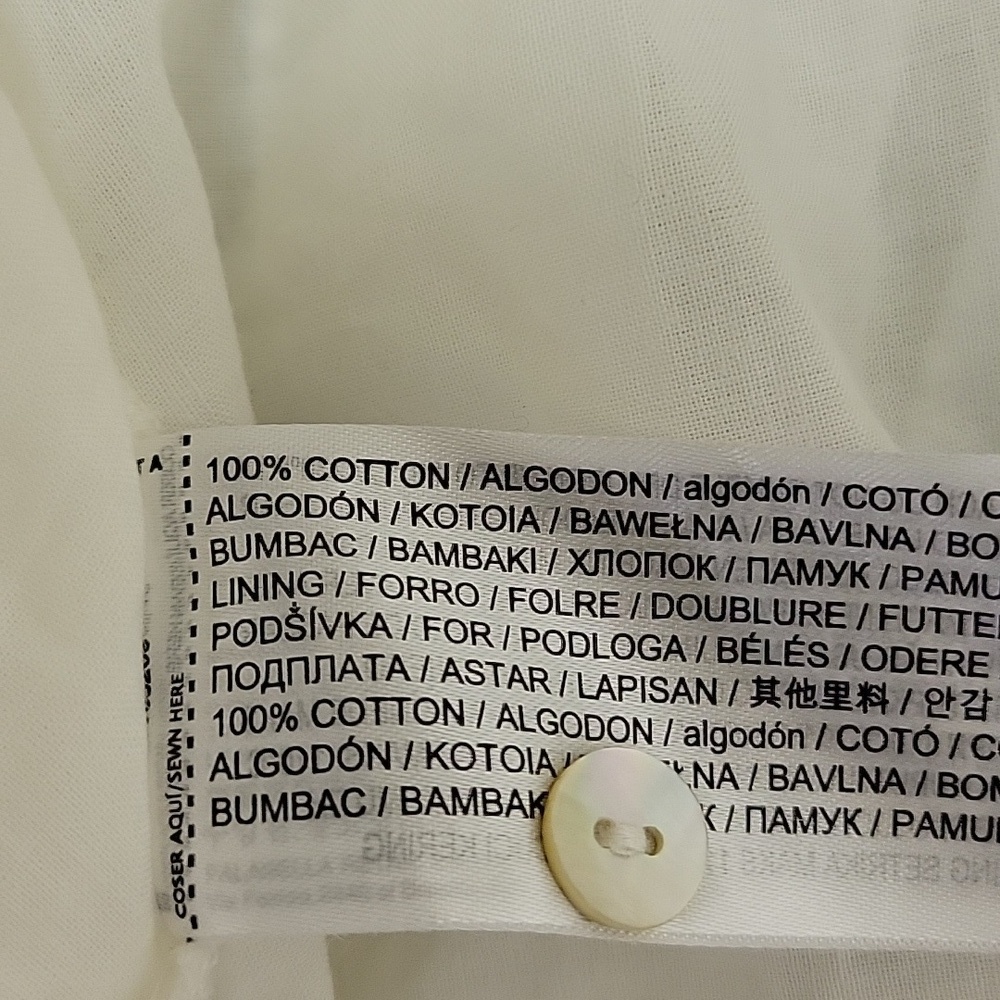 100% COTTON / ALGODON / algodón / COTÓ /
ALGODÓN / KOTOIA / BAWEŁNA / BAVLNA /
BUMBAC / BAMBAKI / ХЛОПОК / ПАМУК /
LINING / FORRO / FOLRE / DOUBLURE /
PODŠÍVKA / FOR / PODLOGA / BÉLÉS / ODERE
ПОДПЛАТА / ASTAR / LAPISAN / 其他里料 / 안감
100% COTTON / ALGODON / algodón / COTÓ /
ALGODÓN / KOTOIA / BAVLNA /
BUMBAC / ПАМУК /
COSER AQUÍ/SEWN HERE